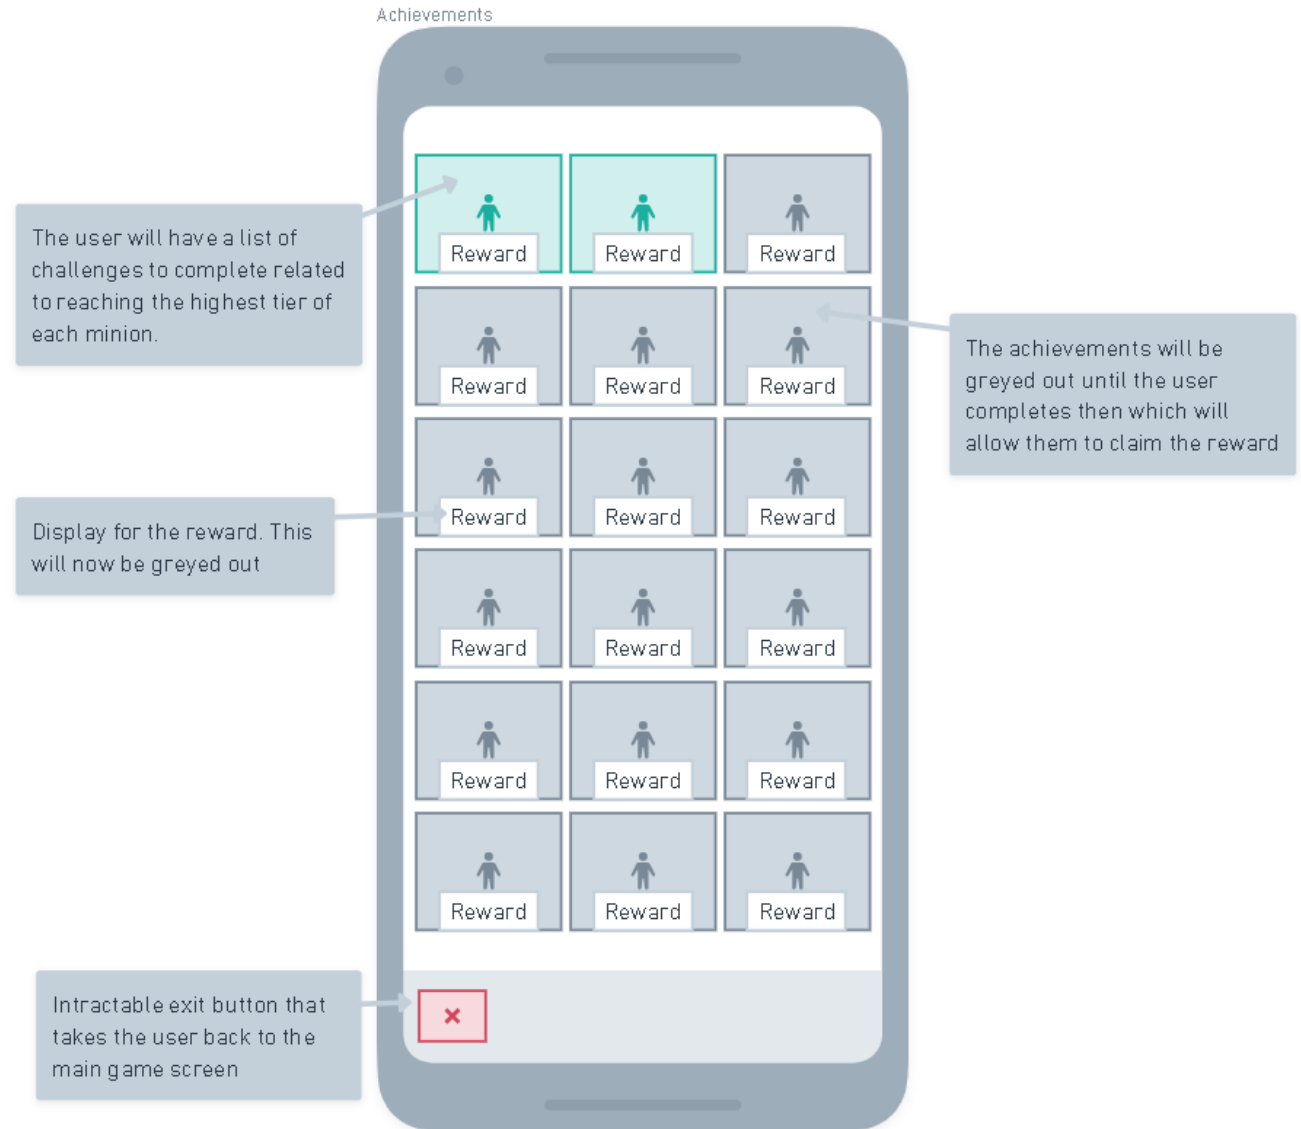 Achievements
The user will have a list of
challenges to complete related
to reaching the highest tier of
each minion.
Reward Reward Reward
Reward Reward Reward
The achievements will be
greyed out until the user
completes then which will
allow them to claim the reward
Display for the reward. This
will now be greyed out
Reward Reward Reward
Reward Reward Reward
Reward Reward Reward
Reward Reward Reward
Intractable exit button that
takes the user back to the
main game screen